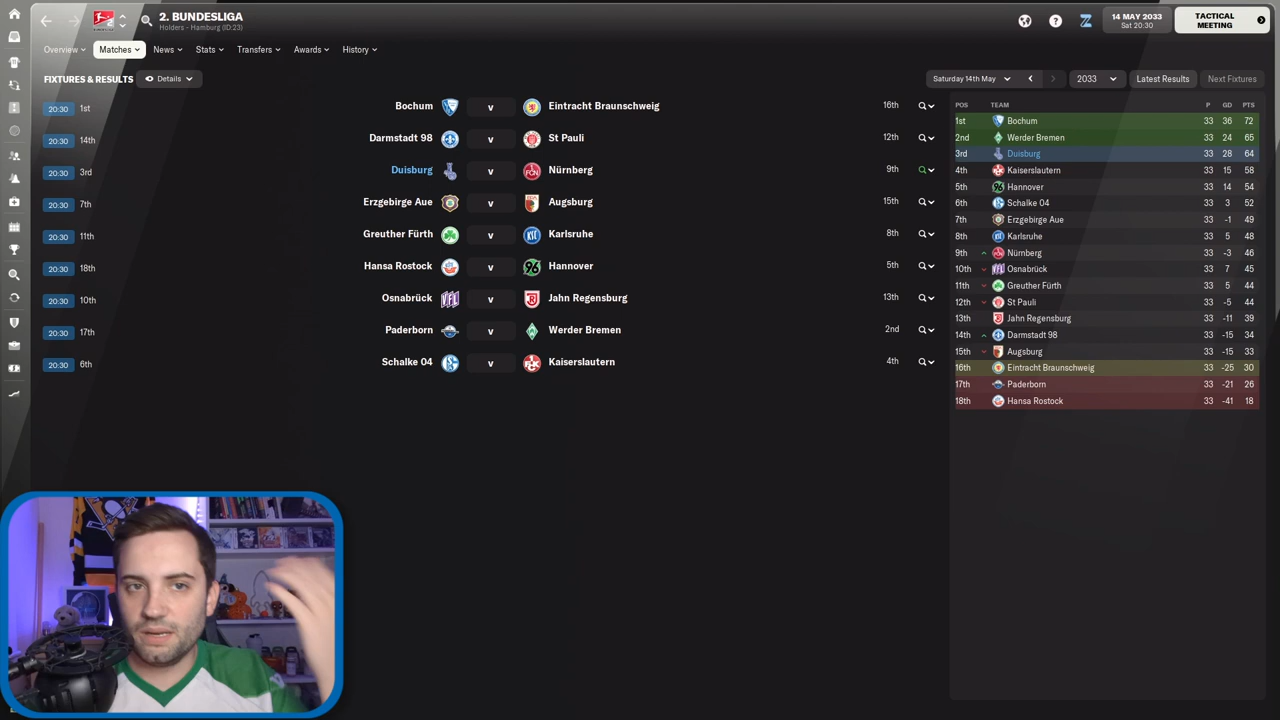 2. BUNDESLIGA
Holders - Hamburg (ID:23)
14 MAY 2033
Sat 20:30
TACTICAL
MEETING
Overview
Matches
News
Stats
Transfers
Awards
History
FIXTURES & RESULTS
Details
Saturday 14th May
2033
Latest Results
Next Fixtures
20:30 1st Bochum v Eintracht Braunschweig 16th
20:30 14th Darmstadt 98 v St Pauli 12th
20:30 3rd Duisburg v Nürnberg 9th
20:30 7th Erzgebirge Aue v Augsburg 15th
20:30 11th Greuther Fürth v Karlsruhe 8th
20:30 18th Hansa Rostock v Hannover 5th
20:30 10th Osnabrück v Jahn Regensburg 13th
20:30 17th Paderborn v Werder Bremen 2nd
20:30 6th Schalke 04 v Kaiserslautern 4th
POS TEAM P GD PTS
1st Bochum 33 36 72
2nd Werder Bremen 33 24 65
3rd Duisburg 33 28 64
4th Kaiserslautern 33 15 58
5th Hannover 33 14 54
6th Schalke 04 33 3 52
7th Erzgebirge Aue 33 -1 49
8th Karlsruhe 33 5 48
9th Nürnberg 33 -3 46
10th Osnabrück 33 7 45
11th Greuther Fürth 33 5 44
12th St Pauli 33 -5 44
13th Jahn Regensburg 33 -11 39
14th Darmstadt 98 33 -15 34
15th Augsburg 33 -15 33
16th Eintracht Braunschweig 33 -25 30
17th Paderborn 33 -21 26
18th Hansa Rostock 33 -41 18